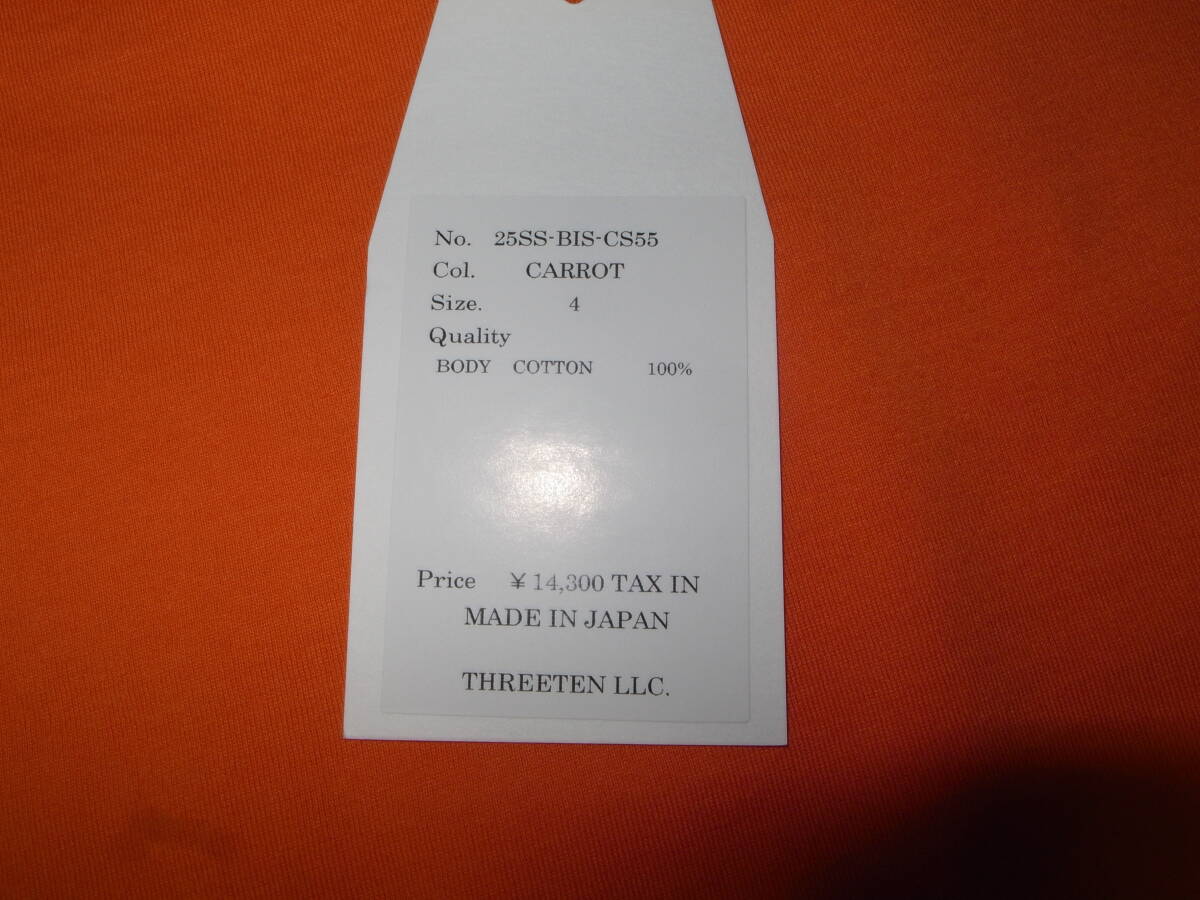 No. 25SS-BIS-CS55
Col. CARROT
Size. 4
Quality
BODY COTTON 100%
Price ¥14,300 TAX IN
MADE IN JAPAN
THREETEN LLC.